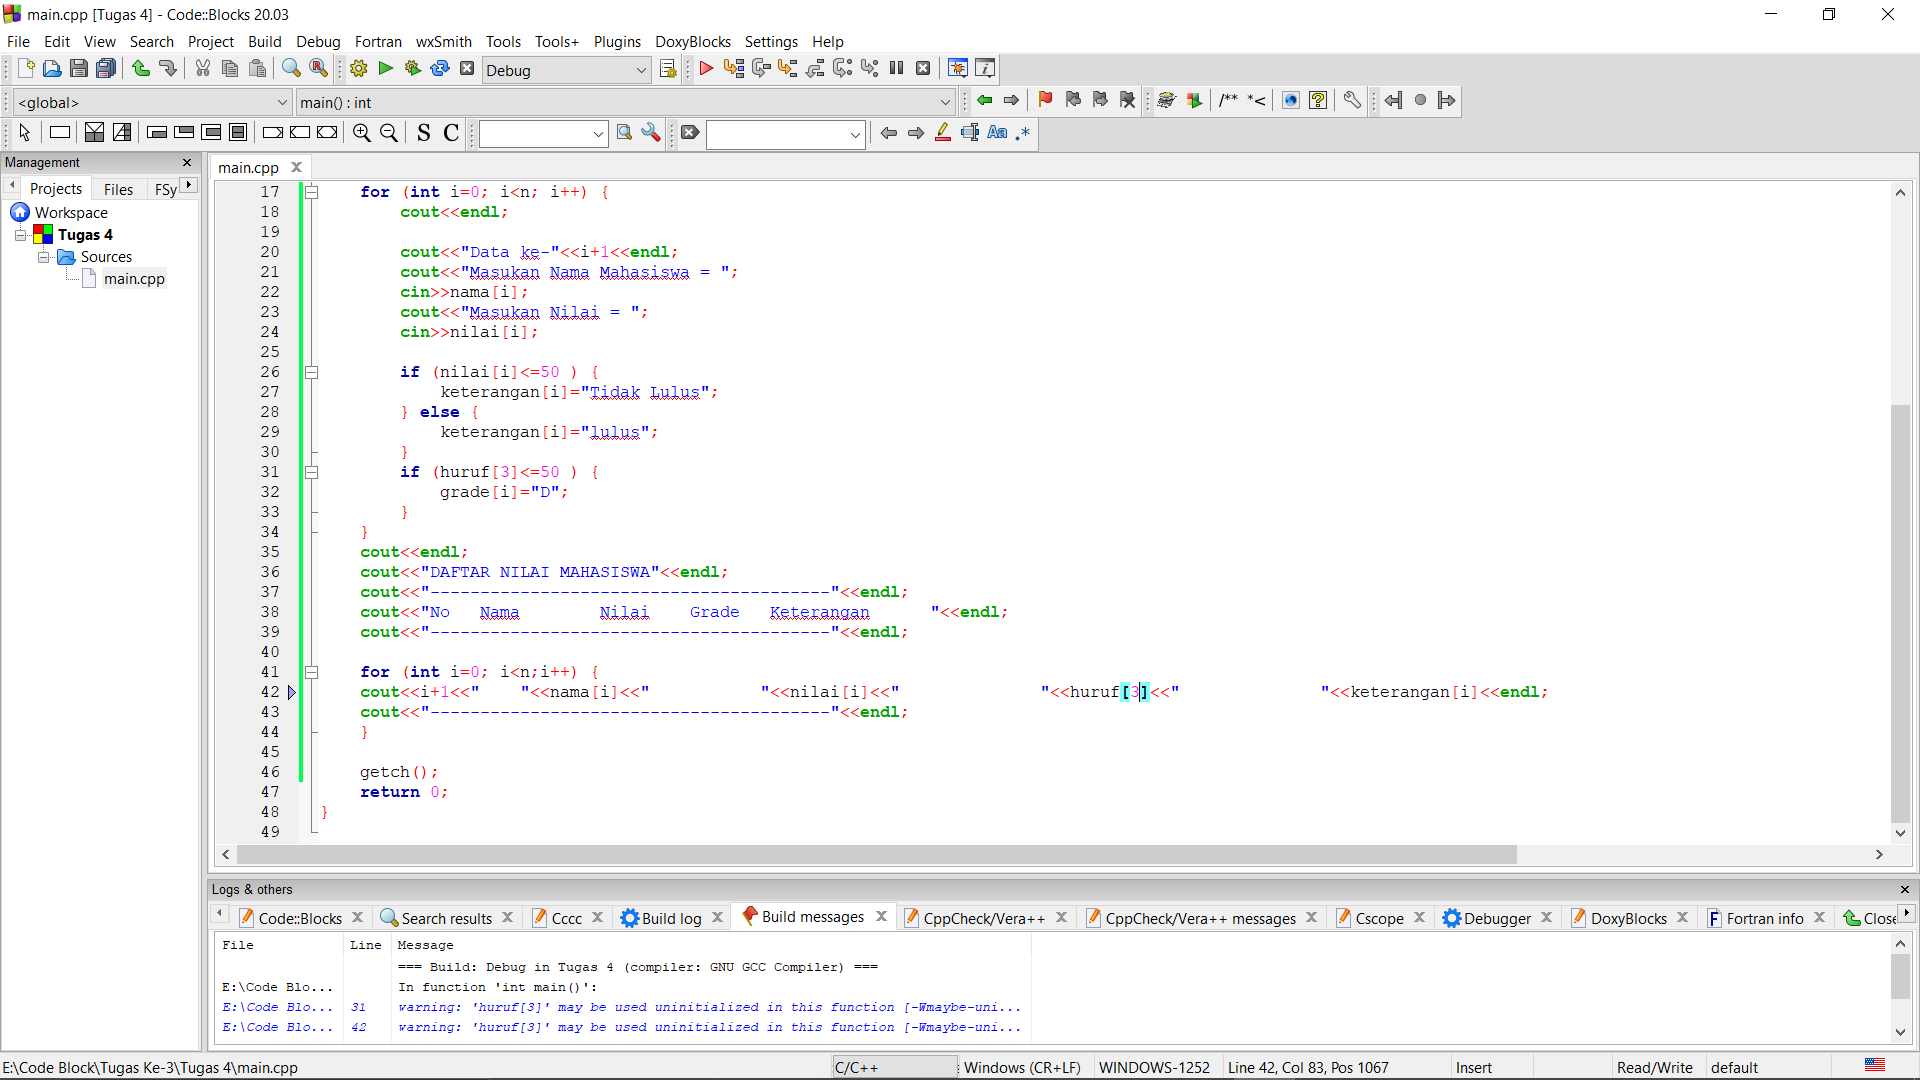 main.cpp [Tugas 4] - Code::Blocks 20.03
File Edit View Search Project Build Debug Fortran wxSmith Tools Tools+ Plugins DoxyBlocks Settings Help
Debug
<global> main() : int /** *<
S C Aa .*
Management
Projects Files FSy
Workspace
Tugas 4
Sources
main.cpp
main.cpp
17 for (int i=0; i<n; i++) {
18 cout<<endl;
19
20 cout<<"Data ke-"<<i+1<<endl;
21 cout<<"Masukan Nama Mahasiswa = ";
22 cin>>nama[i];
23 cout<<"Masukan Nilai = ";
24 cin>>nilai[i];
25
26 if (nilai[i]<=50 ) {
27 keterangan[i]="Tidak Lulus";
28 } else {
29 keterangan[i]="lulus";
30 }
31 if (huruf[3]<=50 ) {
32 grade[i]="D";
33 }
34 }
35 cout<<endl;
36 cout<<"DAFTAR NILAI MAHASISWA"<<endl;
37 cout<<"----------------------------------------"<<endl;
38 cout<<"No   Nama        Nilai    Grade   Keterangan      "<<endl;
39 cout<<"----------------------------------------"<<endl;
40
41 for (int i=0; i<n;i++) {
42 cout<<i+1<<"    "<<nama[i]<<"           "<<nilai[i]<<"              "<<huruf[3]<<"              "<<keterangan[i]<<endl;
43 cout<<"----------------------------------------"<<endl;
44 }
45
46 getch();
47 return 0;
48 }
49
Logs & others
Code::Blocks Search results Cccc Build log Build messages CppCheck/Vera++ CppCheck/Vera++ messages Cscope Debugger DoxyBlocks Fortran info Close
File Line Message
=== Build: Debug in Tugas 4 (compiler: GNU GCC Compiler) ===
E:\Code Blo... In function 'int main()':
E:\Code Blo... 31 warning: 'huruf[3]' may be used uninitialized in this function [-Wmaybe-uni...
E:\Code Blo... 42 warning: 'huruf[3]' may be used uninitialized in this function [-Wmaybe-uni...
E:\Code Block\Tugas Ke-3\Tugas 4\main.cpp C/C++ Windows (CR+LF) WINDOWS-1252 Line 42, Col 83, Pos 1067 Insert Read/Write default